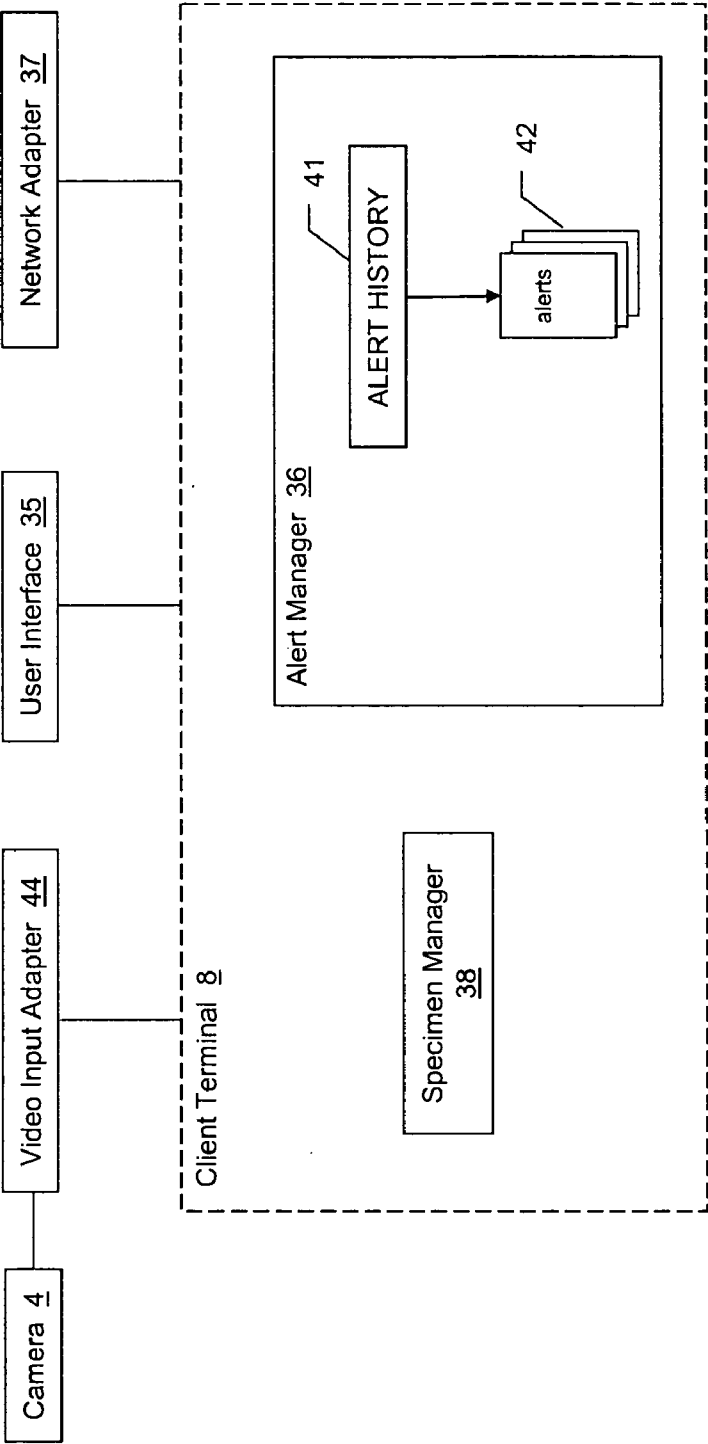 Camera 4
Video Input Adapter 44
User Interface 35
Network Adapter 37
Client Terminal 8
Specimen Manager
38
Alert Manager 36
ALERT HISTORY
41
alerts
42